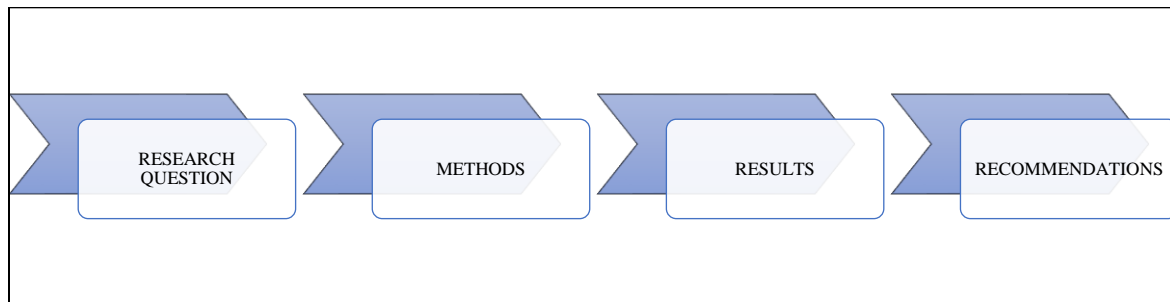 RESEARCH
QUESTION
METHODS
RESULTS
RECOMMENDATIONS